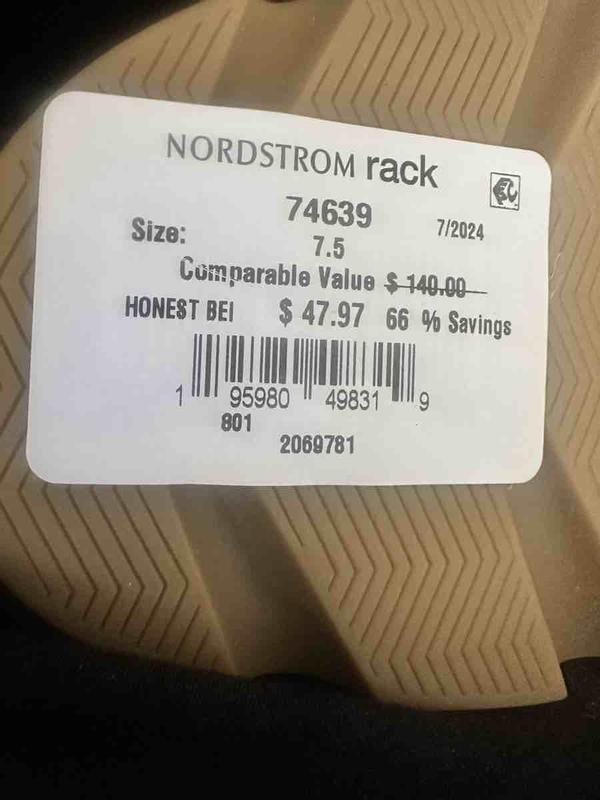 NORDSTROM rack
74639 7/2024
Size: 7.5
Comparable Value $ 140.00
HONEST BEI $ 47.97 66 % Savings
1 95980 49831 9
801
2069781